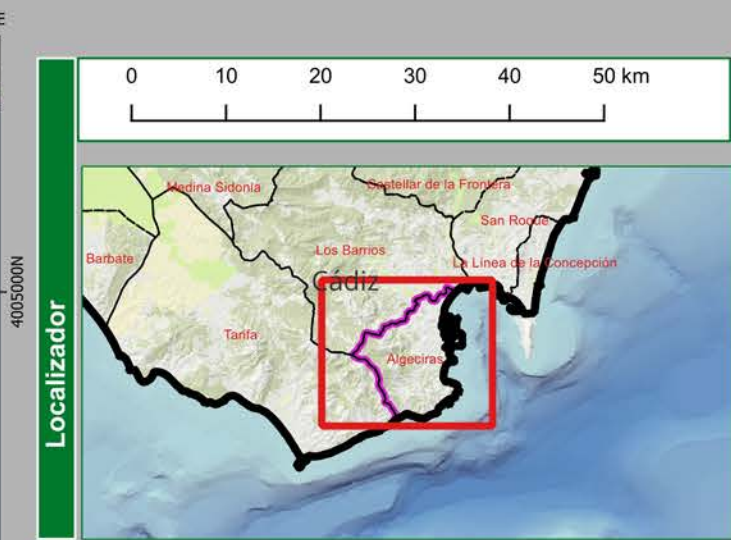 0 10 20 30 40 50 km
Medina Sidonia
Castellar de la Frontera
San Roque
Los Barrios
Barbate
La Línea de la Concepción
Cádiz
Tarifa
Algeciras
Localizador
4005000N